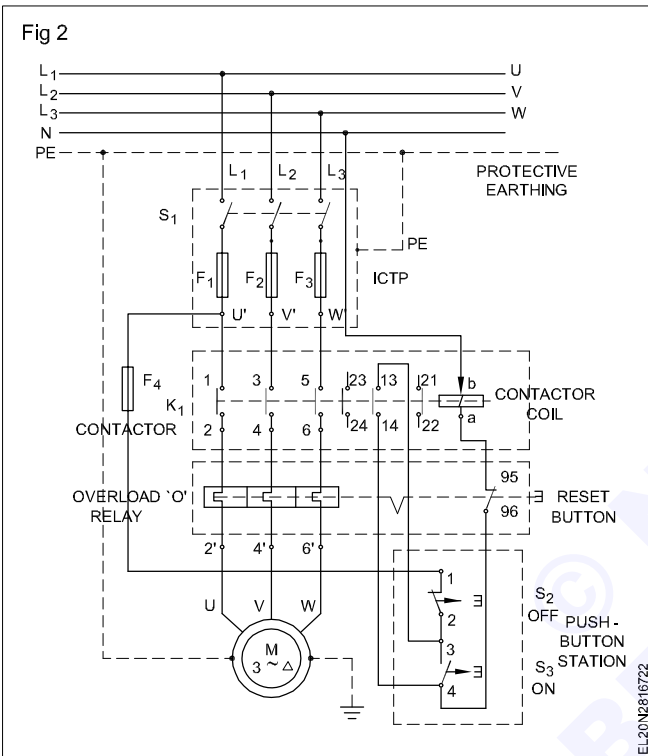 Fig 2
L1 U
L2 V
L3 W
N
PE
PROTECTIVE
EARTHING
L1 L2 L3
S1
PE
F1 F2 F3 ICTP
U' V' W'
F4
1 3 5 23 13 21 b
K1 CONTACTOR
COIL
CONTACTOR
2 4 6 24 14 22 a
95
OVERLOAD `O'
RELAY
RESET
BUTTON
96
2' 4' 6'
1
U V W
S2
OFF
2
PUSH-
BUTTON
STATION
3
M
3 ~ △
S3
ON
4
EL20N2816722
©